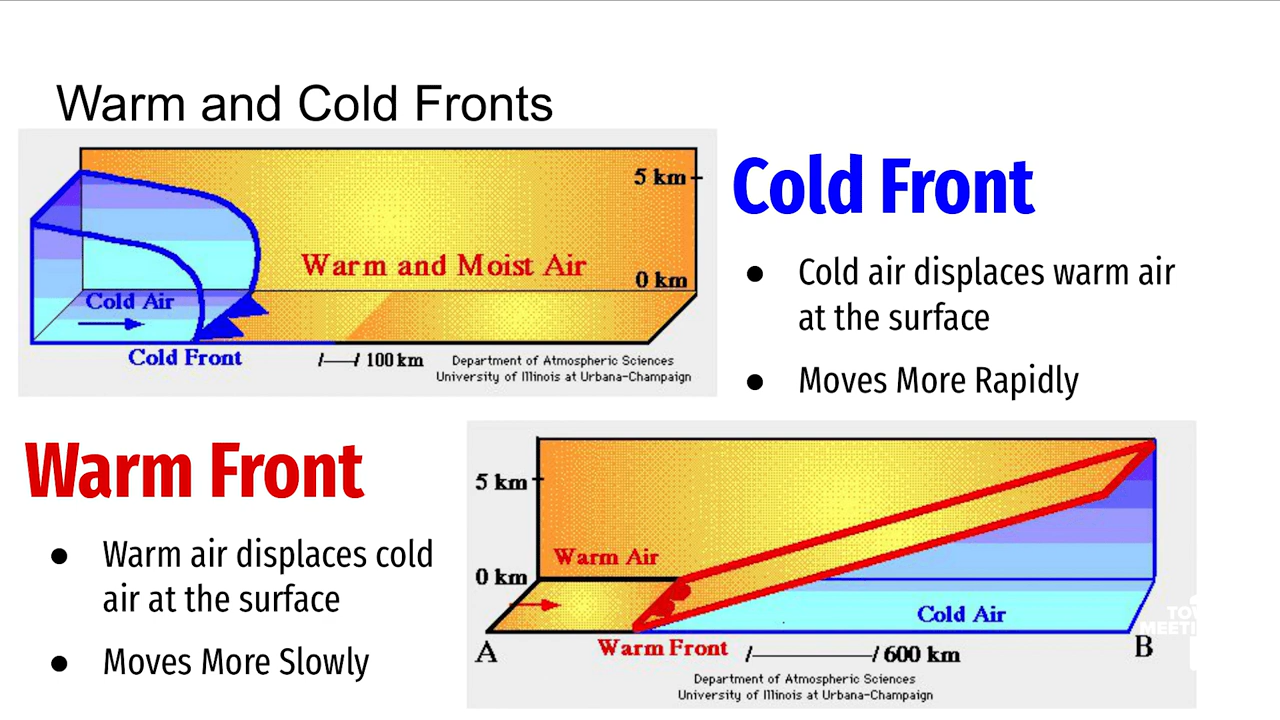 Warm and Cold Fronts
5 km
Warm and Moist Air
0 km
Cold Air
Cold Front
/—/ 100 km
Department of Atmospheric Sciences
University of Illinois at Urbana-Champaign
Cold Front
● Cold air displaces warm air
at the surface
● Moves More Rapidly
Warm Front
● Warm air displaces cold
air at the surface
● Moves More Slowly
5 km
Warm Air
0 km
Cold Air
A
Warm Front
/———/ 600 km
B
Department of Atmospheric Sciences
University of Illinois at Urbana-Champaign